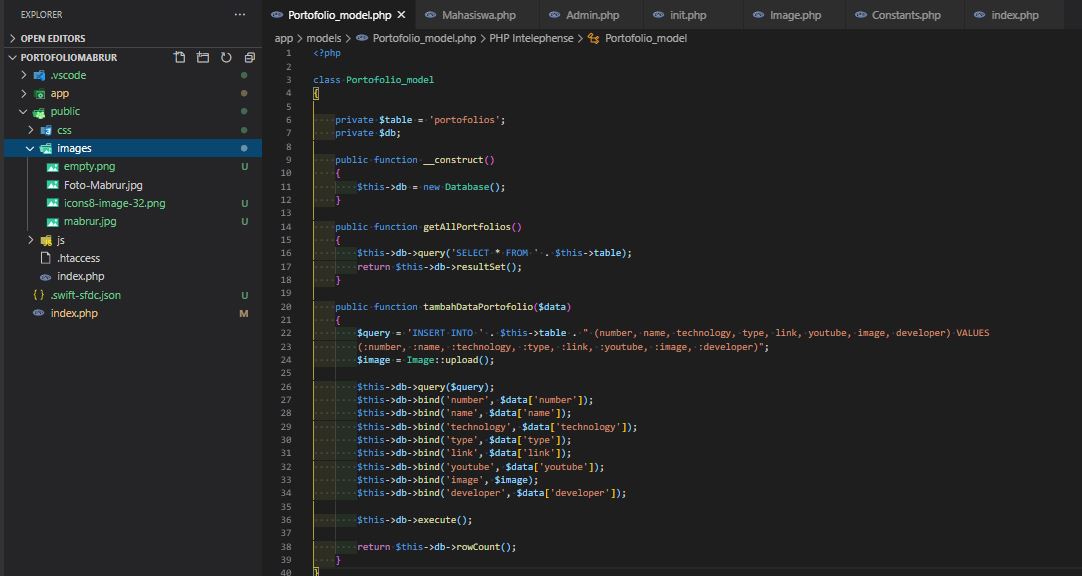 EXPLORER
OPEN EDITORS
PORTOFOLIOMABRUR
.vscode
app
public
css
images
empty.png U
Foto-Mabrur.jpg
icons8-image-32.png U
mabrur.jpg U
js
.htaccess
index.php
.swift-sfdc.json U
index.php M
Portofolio_model.php Mahasiswa.php Admin.php init.php Image.php Constants.php index.php
app > models > Portofolio_model.php > PHP Intelephense > Portofolio_model
1 <?php
2
3 class Portofolio_model
4 {
5
6 private $table = 'portofolios';
7 private $db;
8
9 public function __construct()
10 {
11 $this->db = new Database();
12 }
13
14 public function getAllPortfolios()
15 {
16 $this->db->query('SELECT * FROM ' . $this->table);
17 return $this->db->resultSet();
18 }
19
20 public function tambahDataPortofolio($data)
21 {
22 $query = 'INSERT INTO ' . $this->table . " (number, name, technology, type, link, youtube, image, developer) VALUES
23 (:number, :name, :technology, :type, :link, :youtube, :image, :developer)";
24 $image = Image::upload();
25
26 $this->db->query($query);
27 $this->db->bind('number', $data['number']);
28 $this->db->bind('name', $data['name']);
29 $this->db->bind('technology', $data['technology']);
30 $this->db->bind('type', $data['type']);
31 $this->db->bind('link', $data['link']);
32 $this->db->bind('youtube', $data['youtube']);
33 $this->db->bind('image', $image);
34 $this->db->bind('developer', $data['developer']);
35
36 $this->db->execute();
37
38 return $this->db->rowCount();
39 }
40 }